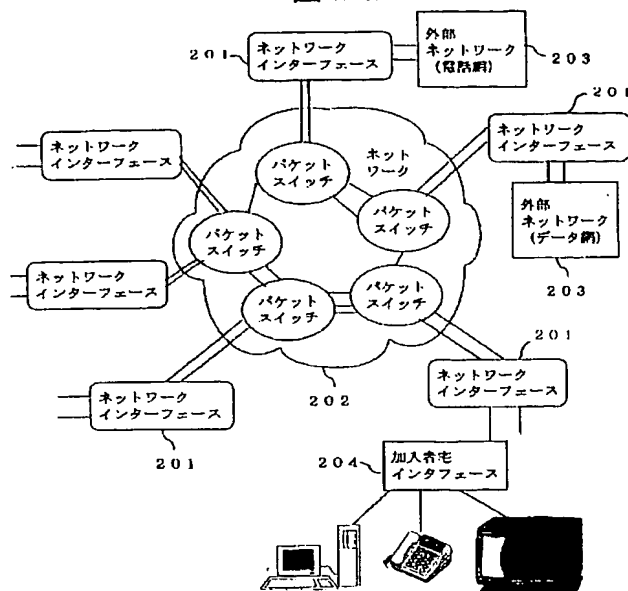 201
ネットワーク
インターフェース
外部
ネットワーク
(電話網)
203
201
ネットワーク
インターフェース
ネットワーク
インターフェース
ネット
ワーク
パケット
スイッチ
パケット
スイッチ
外部
ネットワーク
(データ網)
203
パケット
スイッチ
ネットワーク
インターフェース
パケット
スイッチ
パケット
スイッチ
201
ネットワーク
インターフェース
ネットワーク
インターフェース
202
201
204
加入者宅
インタフェース